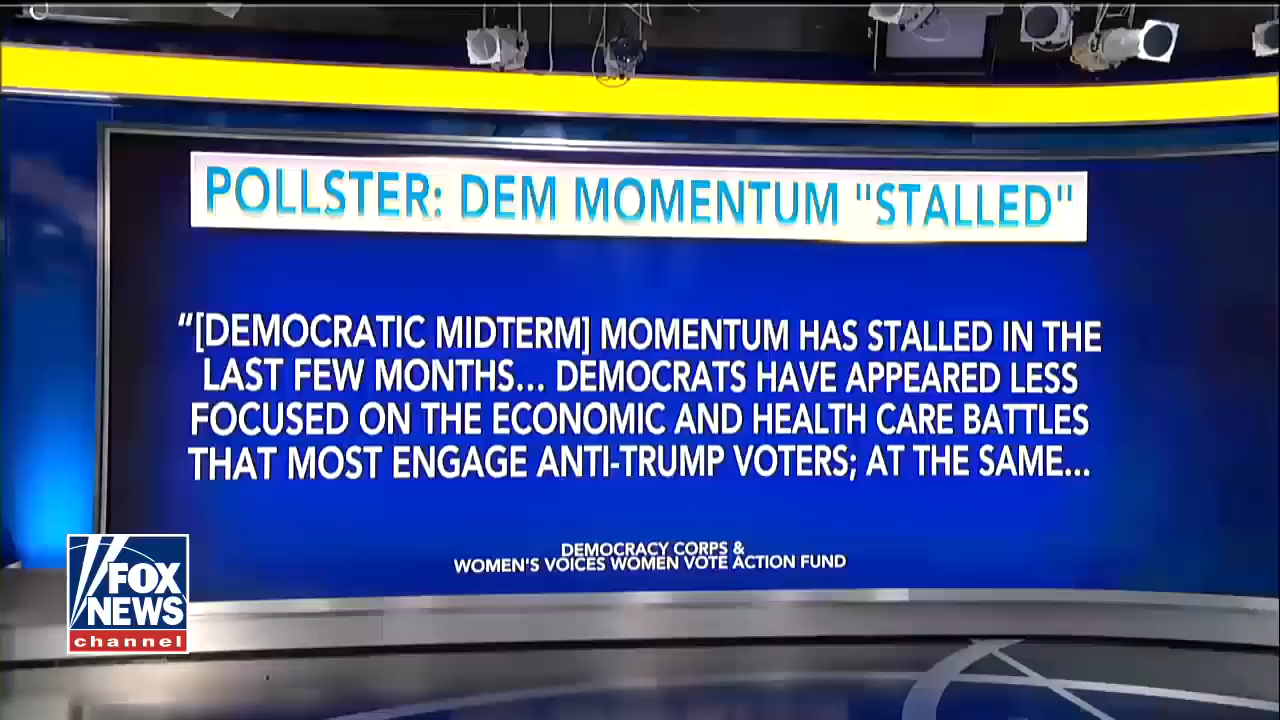 POLLSTER: DEM MOMENTUM "STALLED"
“[DEMOCRATIC MIDTERM] MOMENTUM HAS STALLED IN THE
LAST FEW MONTHS... DEMOCRATS HAVE APPEARED LESS
FOCUSED ON THE ECONOMIC AND HEALTH CARE BATTLES
THAT MOST ENGAGE ANTI-TRUMP VOTERS; AT THE SAME...
DEMOCRACY CORPS &
WOMEN'S VOICES WOMEN VOTE ACTION FUND
FOX
NEWS
channel